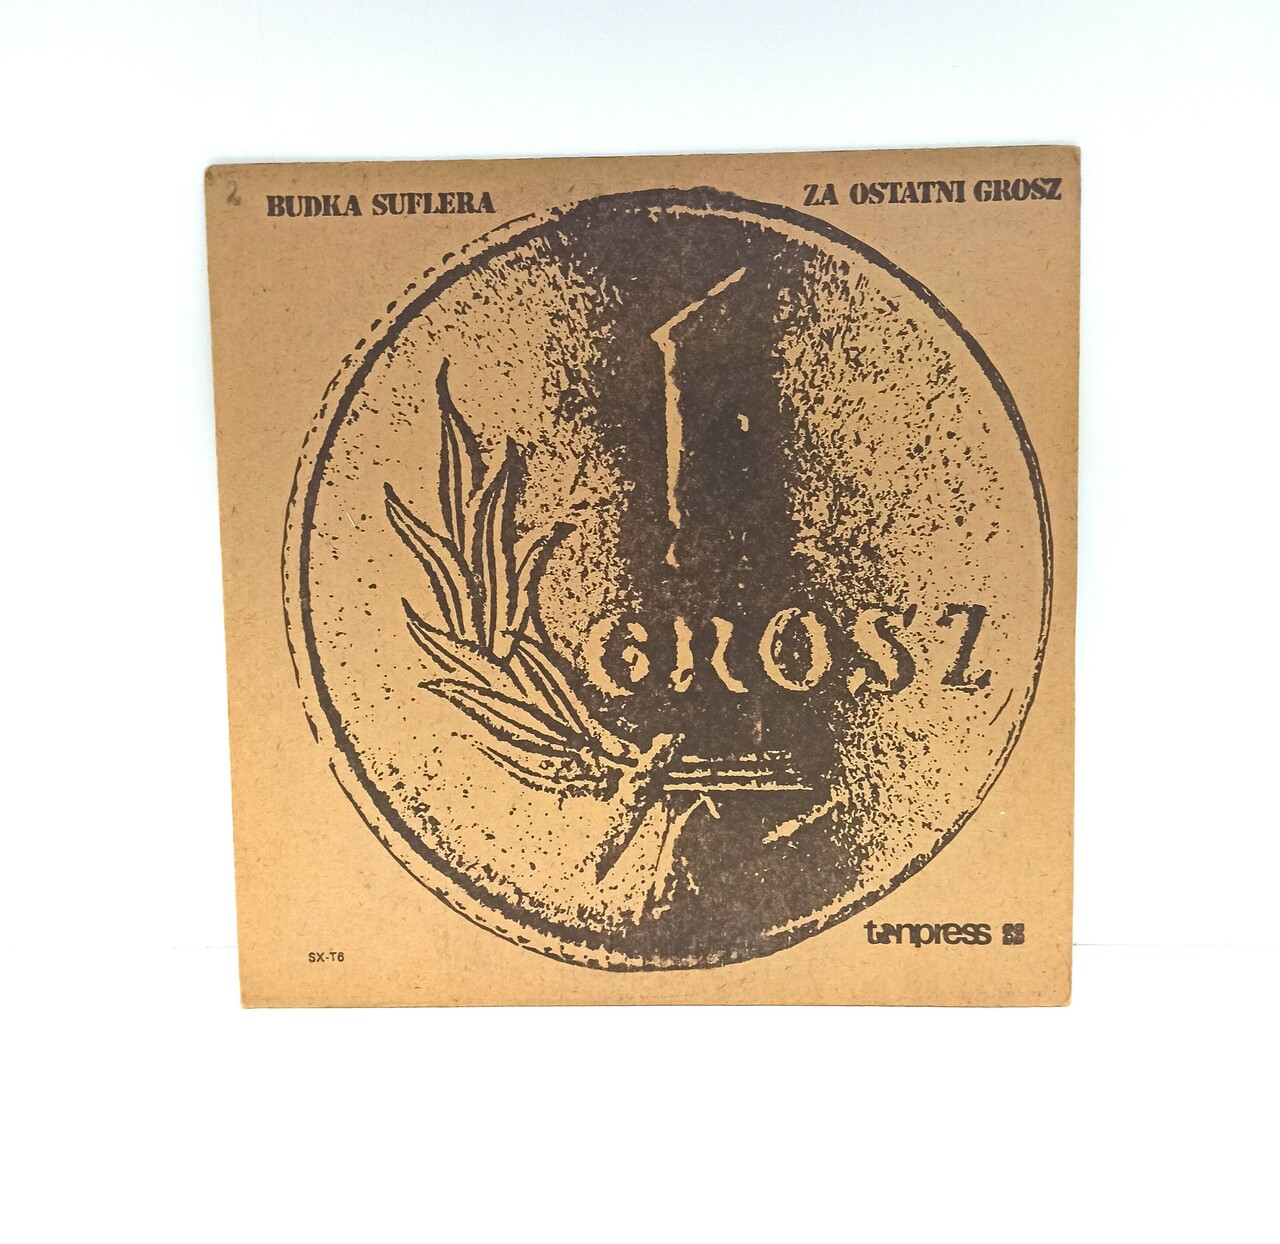 2
BUDKA SUFLERA
ZA OSTATNI GROSZ
1
GROSZ
tonpress
SX-T6